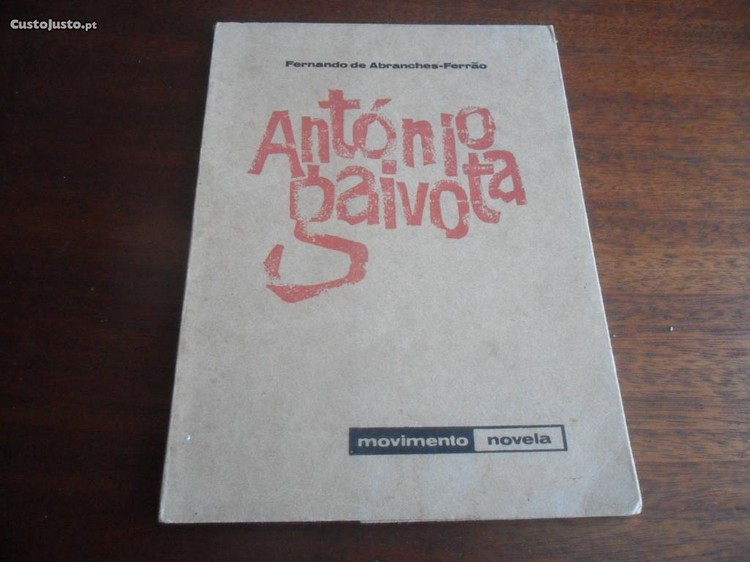 CustoJusto.pt
Fernando de Abranches-Ferrão
António
gaivota
movimento novela